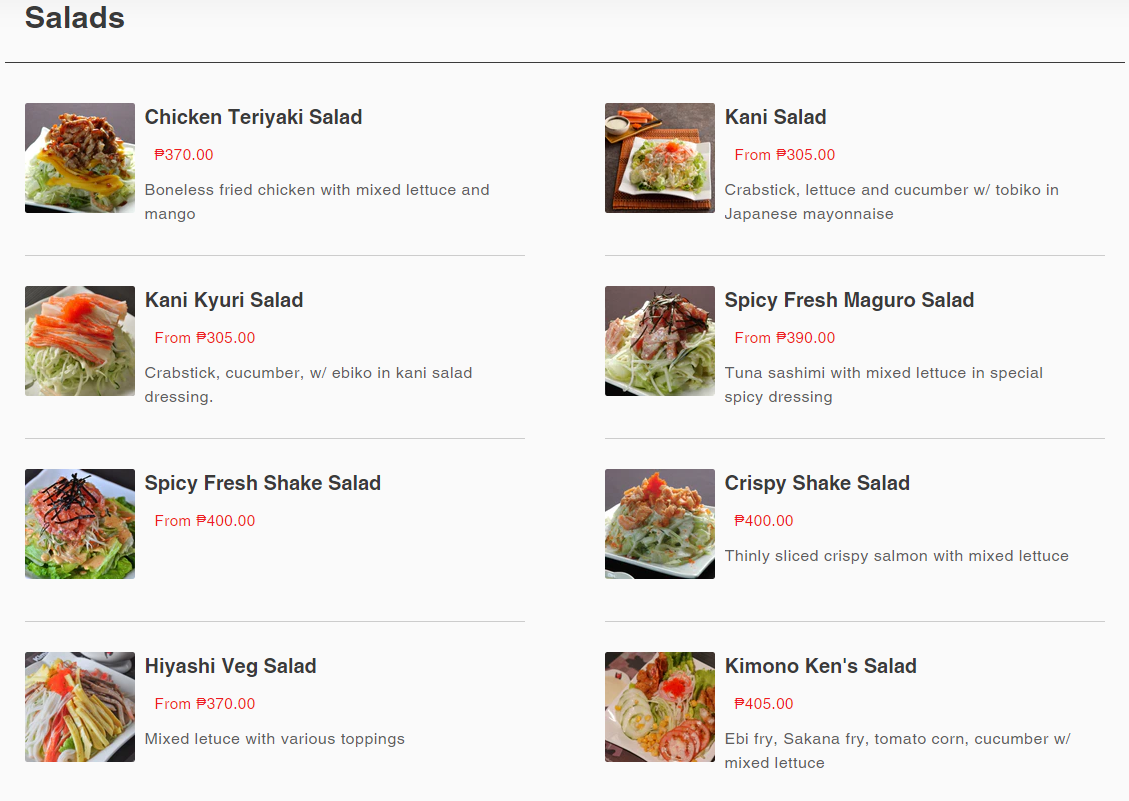 Salads
Chicken Teriyaki Salad
₱370.00
Boneless fried chicken with mixed lettuce and
mango
Kani Salad
From ₱305.00
Crabstick, lettuce and cucumber w/ tobiko in
Japanese mayonnaise
Kani Kyuri Salad
From ₱305.00
Crabstick, cucumber, w/ ebiko in kani salad
dressing.
Spicy Fresh Maguro Salad
From ₱390.00
Tuna sashimi with mixed lettuce in special
spicy dressing
Spicy Fresh Shake Salad
From ₱400.00
Crispy Shake Salad
₱400.00
Thinly sliced crispy salmon with mixed lettuce
Hiyashi Veg Salad
From ₱370.00
Mixed letuce with various toppings
Kimono Ken's Salad
₱405.00
Ebi fry, Sakana fry, tomato corn, cucumber w/
mixed lettuce